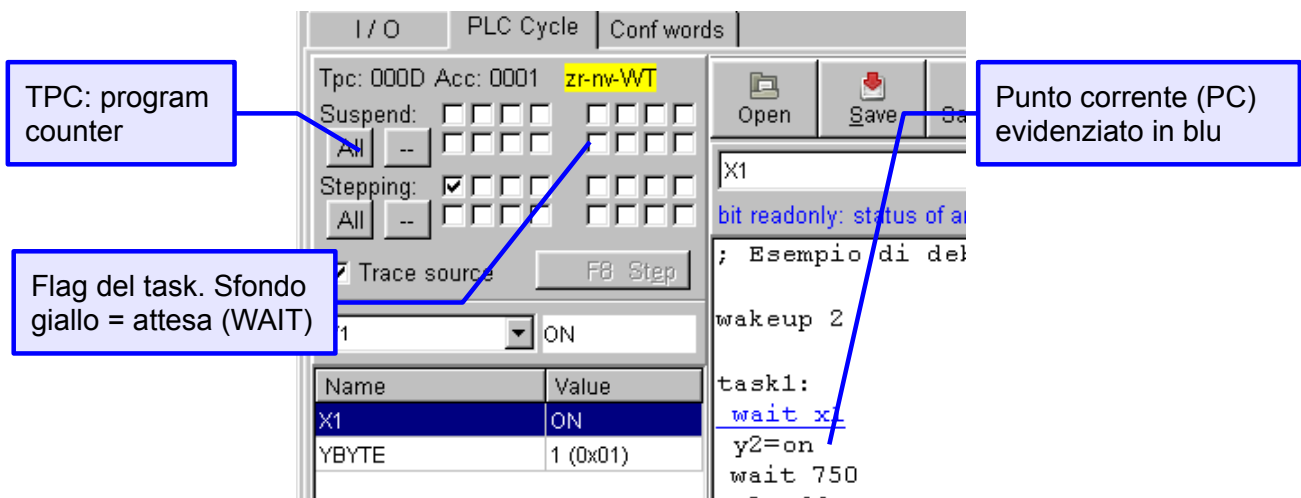 I / O PLC Cycle Conf words
Tpc: 000D Acc: 0001 zr-nv-WT
TPC: program
counter
Suspend:
All --
Stepping:
All --
Trace source F8 Step
Flag del task. Sfondo
giallo = attesa (WAIT)
ON
Name Value
X1 ON
YBYTE 1 (0x01)
Open Save
Punto corrente (PC)
evidenziato in blu
X1
bit readonly: status of
; Esempio di
wakeup 2
task1:
wait x1
y2=on
wait 750